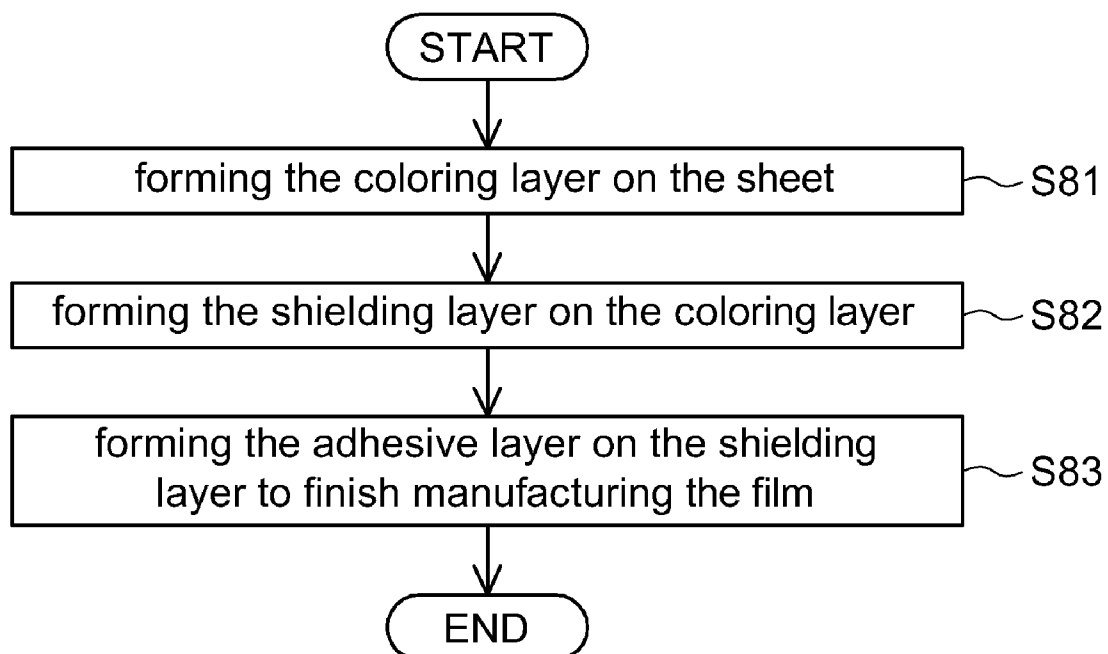 START
forming the coloring layer on the sheet
S81
forming the shielding layer on the coloring layer
S82
forming the adhesive layer on the shielding
layer to finish manufacturing the film
S83
END